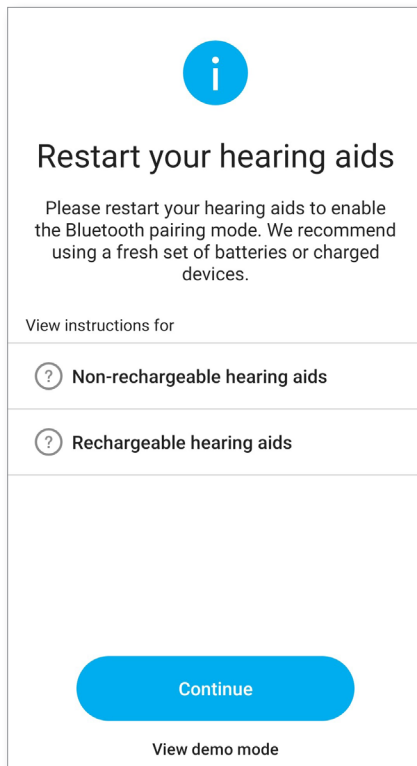 i
Restart your hearing aids
Please restart your hearing aids to enable
the Bluetooth pairing mode. We recommend
using a fresh set of batteries or charged
devices.
View instructions for
? Non-rechargeable hearing aids
? Rechargeable hearing aids
Continue
View demo mode